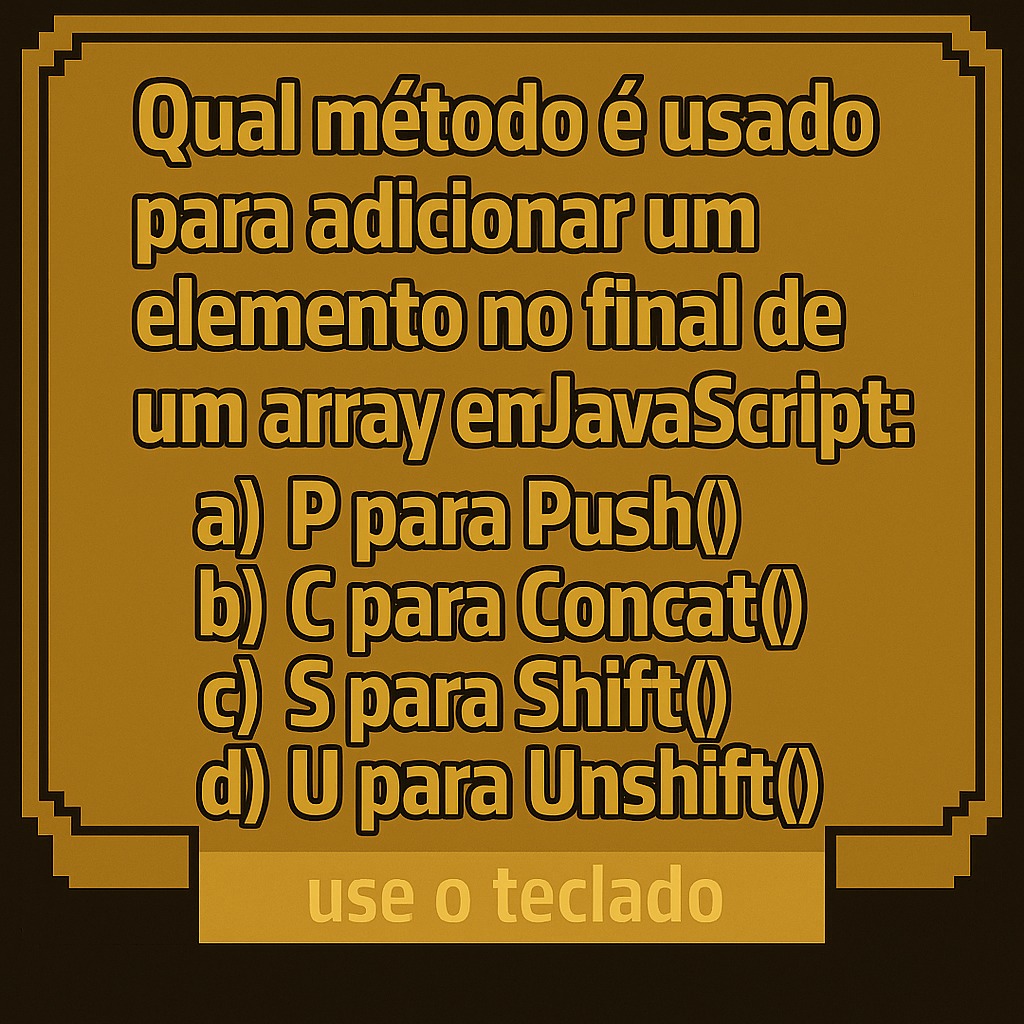 Qual método é usado
para adicionar um
elemento no final de
um array enJavaScript:
a) P para Push()
b) C para Concat()
c) S para Shift()
d) U para Unshift()
use o teclado